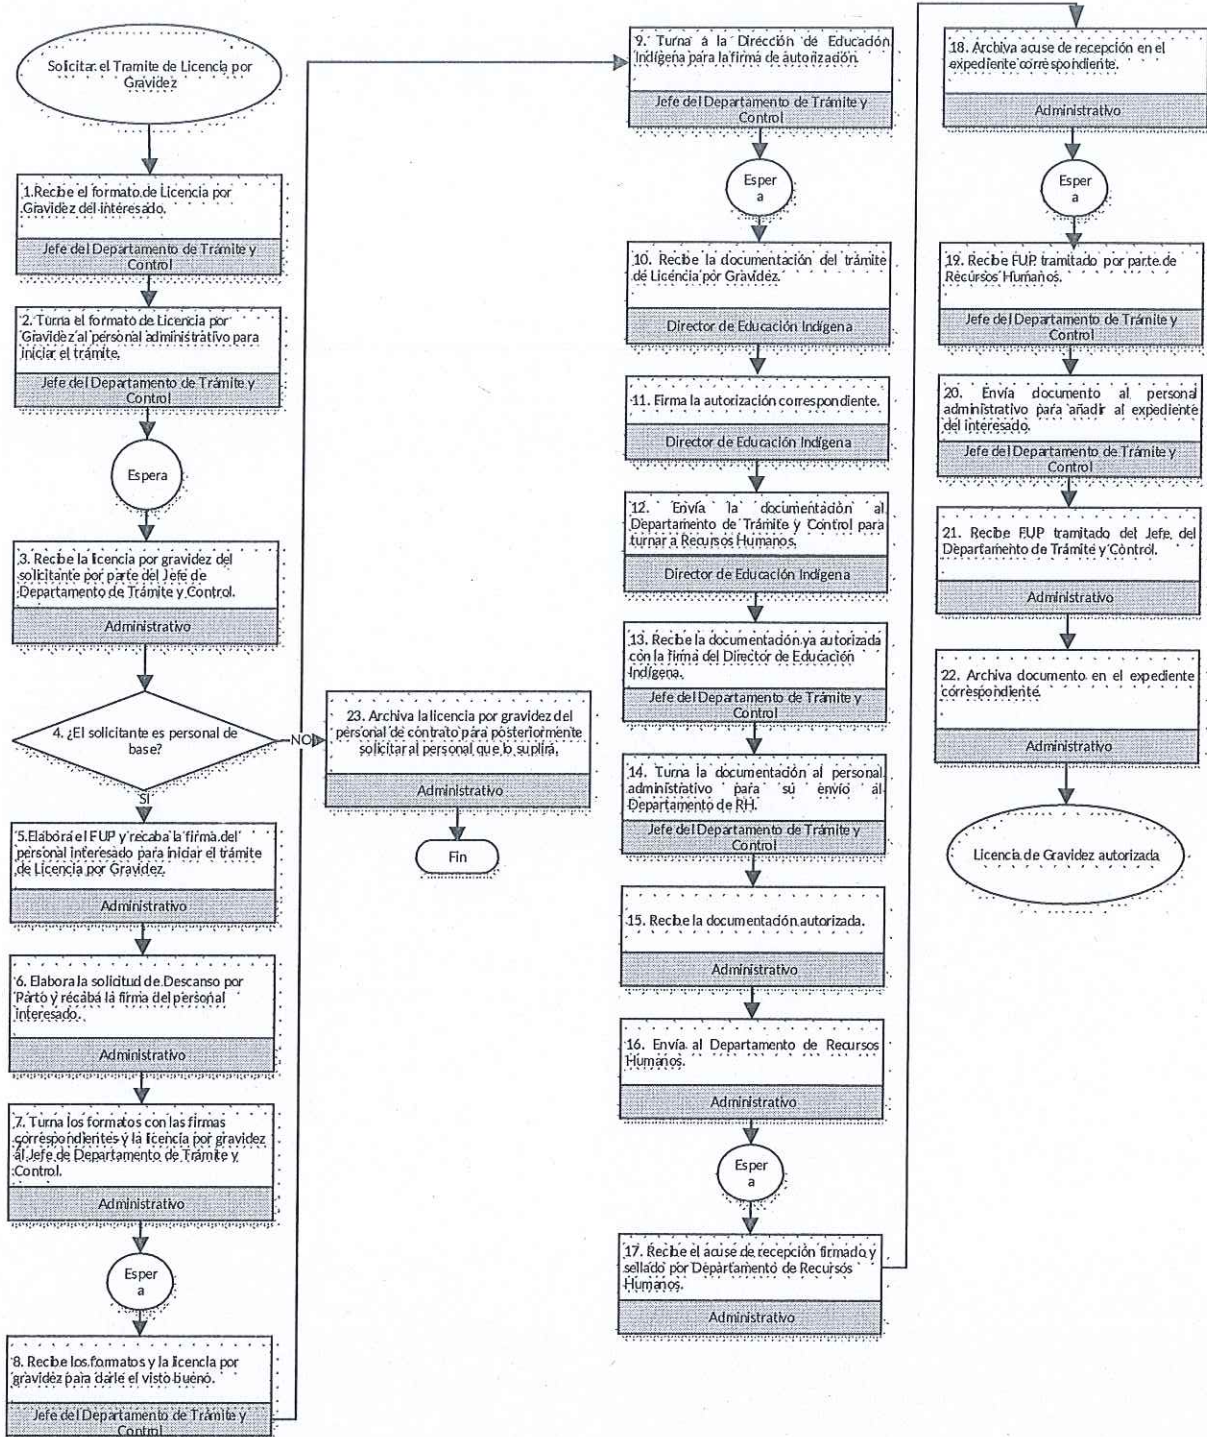 Solicitar el Tramite de Licencia por
Gravidez
1.Recibe el formato de Licencia por
Gravidez del interesado.
Jefe del Departamento de Trámite y
Control
2. Turna el formato de Licencia por
Gravidez al personal administrativo para
iniciar el trámite.
Jefe del Departamento de Trámite y
Control
Espera
3. Recibe la licencia por gravidez del
solicitante por parte del Jefe de
Departamento de Trámite y Control.
Administrativo
4. ¿El solicitante es personal de
base?
NO
SI
5.Elabora el FUP y recaba la firma del
personal interesado para iniciar el trámite
de Licencia por Gravidez.
Administrativo
6. Elabora la solicitud de Descanso por
Parto y recaba la firma del personal
interesado.
Administrativo
7. Turna los formatos con las firmas
correspondientes y la licencia por gravidez
al Jefe de Departamento de Trámite y
Control.
Administrativo
Esper
a
8. Recibe los formatos y la licencia por
gravidez para darle el visto bueno.
Jefe del Departamento de Trámite y
Control
23. Archiva la licencia por gravidez del
personal de contrato para posteriormente
solicitar al personal que lo suplirá.
Administrativo
Fin
9. Turna a la Dirección de Educación
Indígena para la firma de autorización.
Jefe del Departamento de Trámite y
Control
Esper
a
10. Recibe la documentación del trámite
de Licencia por Gravidez.
Director de Educación Indígena
11. Firma la autorización correspondiente.
Director de Educación Indígena
12. Envía la documentación al
Departamento de Trámite y Control para
turnar a Recursos Humanos.
Director de Educación Indígena
13. Recibe la documentación ya autorizada
con la firma del Director de Educación
Indígena.
Jefe del Departamento de Trámite y
Control
14. Turna la documentación al personal
administrativo para su envío al
Departamento de RH.
Jefe del Departamento de Trámite y
Control
15. Recibe la documentación autorizada.
Administrativo
16. Envía al Departamento de Recursos
Humanos.
Administrativo
Esper
a
17. Recibe el acuse de recepción firmado y
sellado por Departamento de Recursos
Humanos.
Administrativo
18. Archiva acuse de recepción en el
expediente correspondiente.
Administrativo
Esper
a
19. Recibe FUP tramitado por parte de
Recursos Humanos.
Jefe del Departamento de Trámite y
Control
20. Envía documento al personal
administrativo para añadir al expediente
del interesado.
Jefe del Departamento de Trámite y
Control
21. Recibe FUP tramitado del Jefe del
Departamento de Trámite y Control.
Administrativo
22. Archiva documento en el expediente
correspondiente.
Administrativo
Licencia de Gravidez autorizada